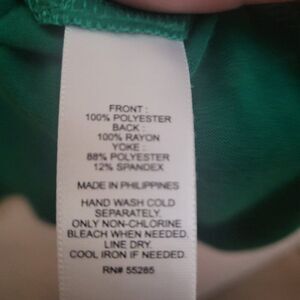 FRONT :
100% POLYESTER
BACK :
100% RAYON
YOKE :
88% POLYESTER
12% SPANDEX
MADE IN PHILIPPINES
HAND WASH COLD
SEPARATELY.
ONLY NON-CHLORINE
BLEACH WHEN NEEDED.
LINE DRY.
COOL IRON IF NEEDED.
RN# 55285